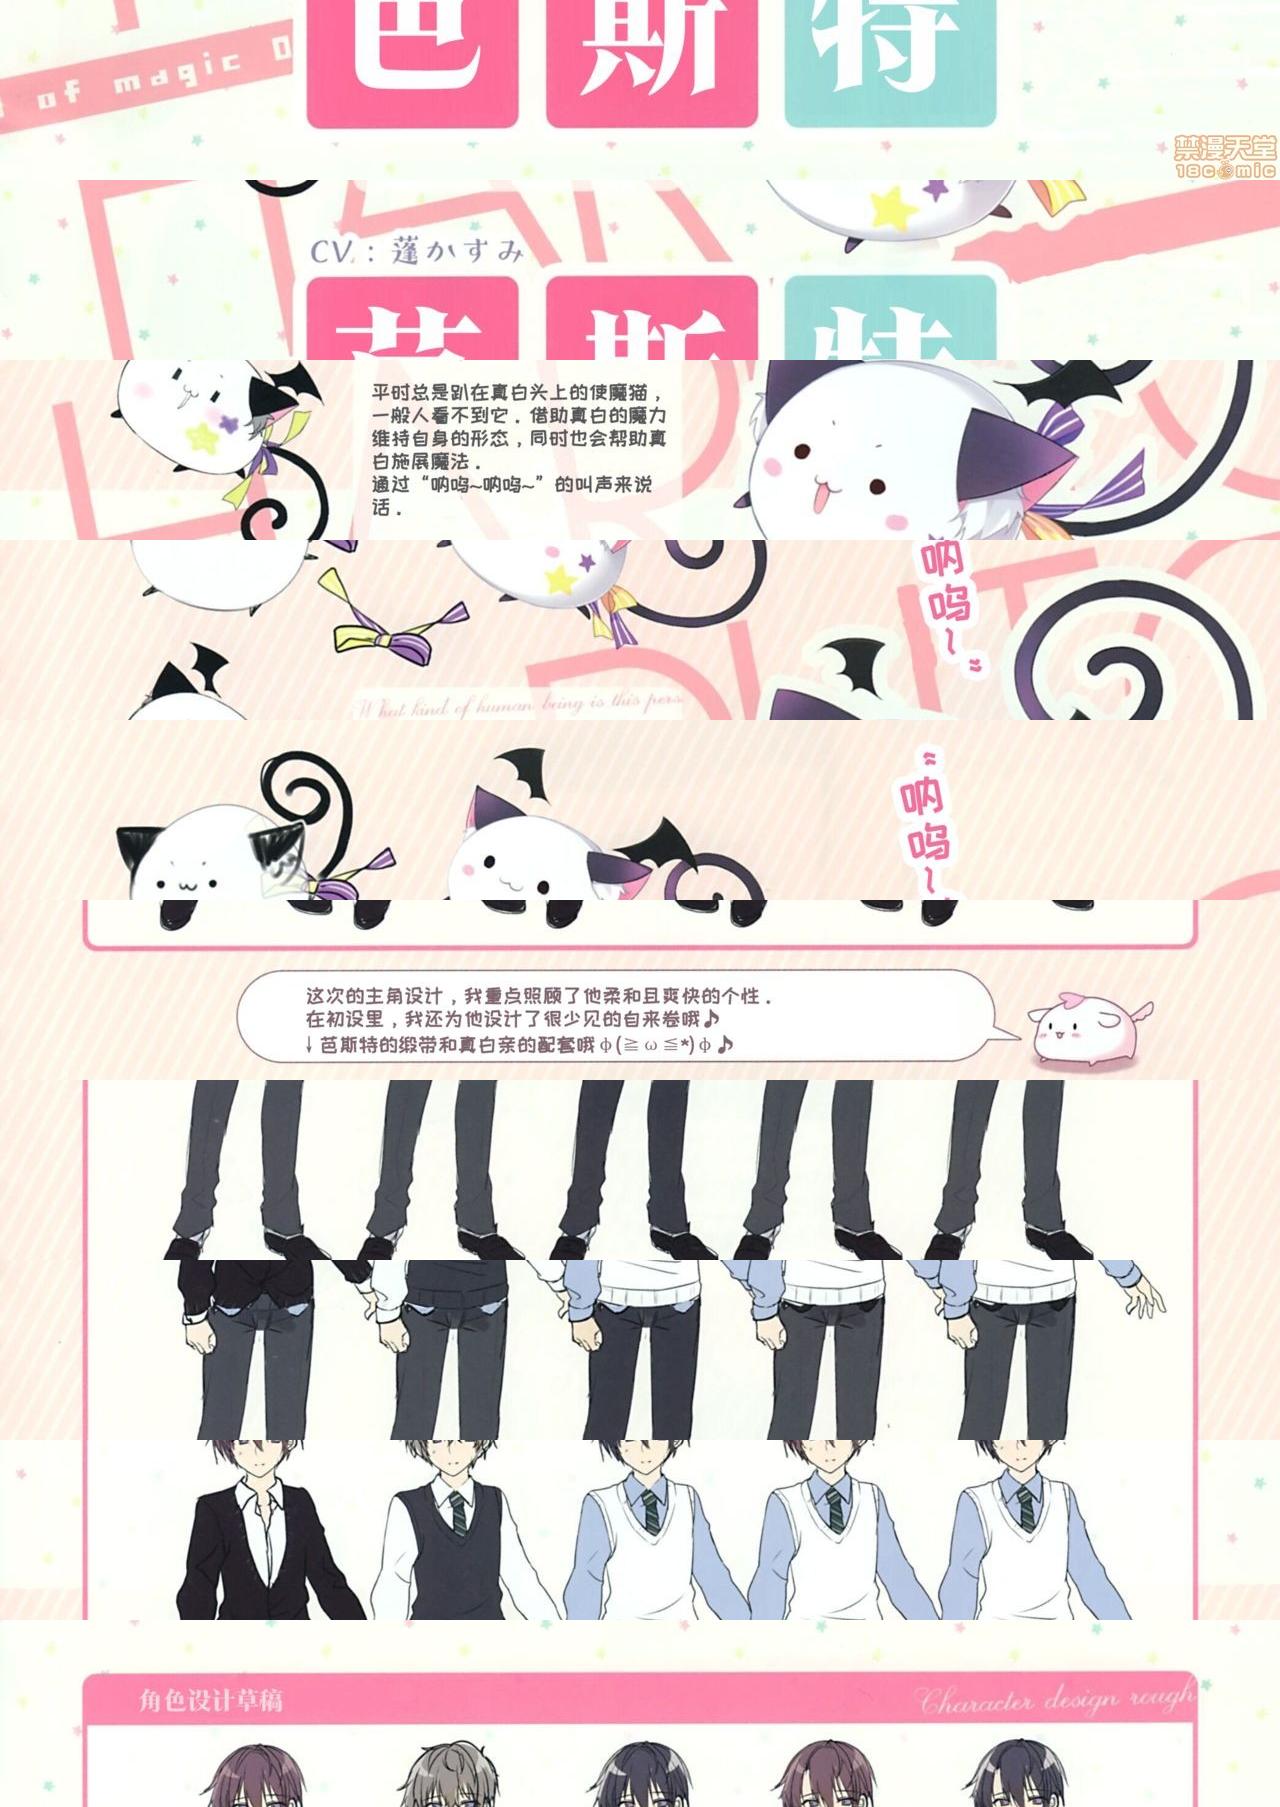 of magic
芭斯特
禁漫天堂
18comic
CV：蓬かすみ
芭斯特
平时总是趴在真白头上的使魔猫，
一般人看不到它．借助真白的魔力
维持自身的形态，同时也会帮助真
白施展魔法．
通过“呐呜~呐呜~”的叫声来说
话．
呐呜~”
What kind of human being is this pers
“呐呜~
这次的主角设计，我重点照顾了他柔和且爽快的个性．
在初设里，我还为他设计了很少见的自来卷哦♪
↓芭斯特的缎带和真白亲的配套哦φ(≧ω≦*)φ♪
角色设计草稿
Character design rough